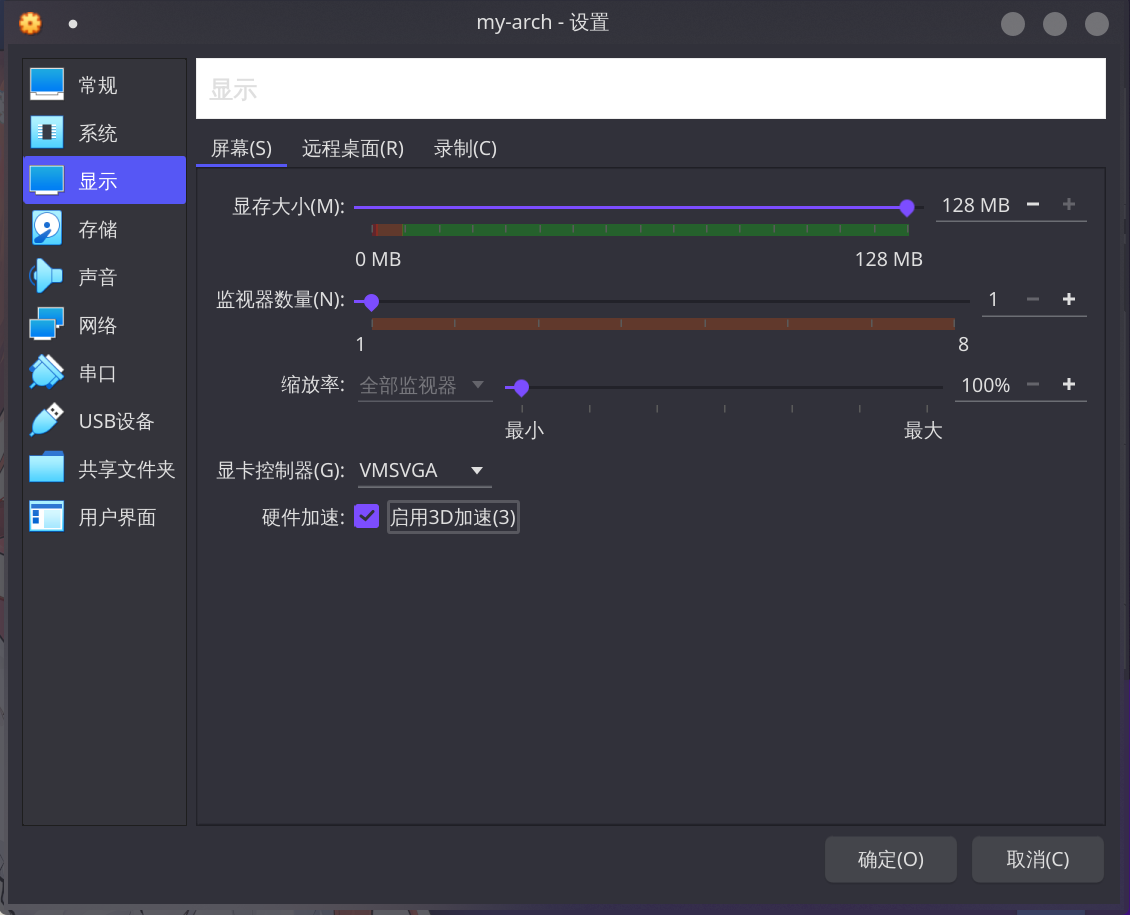 my-arch - 设置
常规
系统
显示
存储
声音
网络
串口
USB设备
共享文件夹
用户界面
显示
屏幕(S) 远程桌面(R) 录制(C)
显存大小(M): 128 MB
0 MB 128 MB
监视器数量(N): 1
1 8
缩放率: 全部监视器 100%
最小 最大
显卡控制器(G): VMSVGA
硬件加速: 启用3D加速(3)
确定(O) 取消(C)